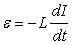 ε = −L dI/dt